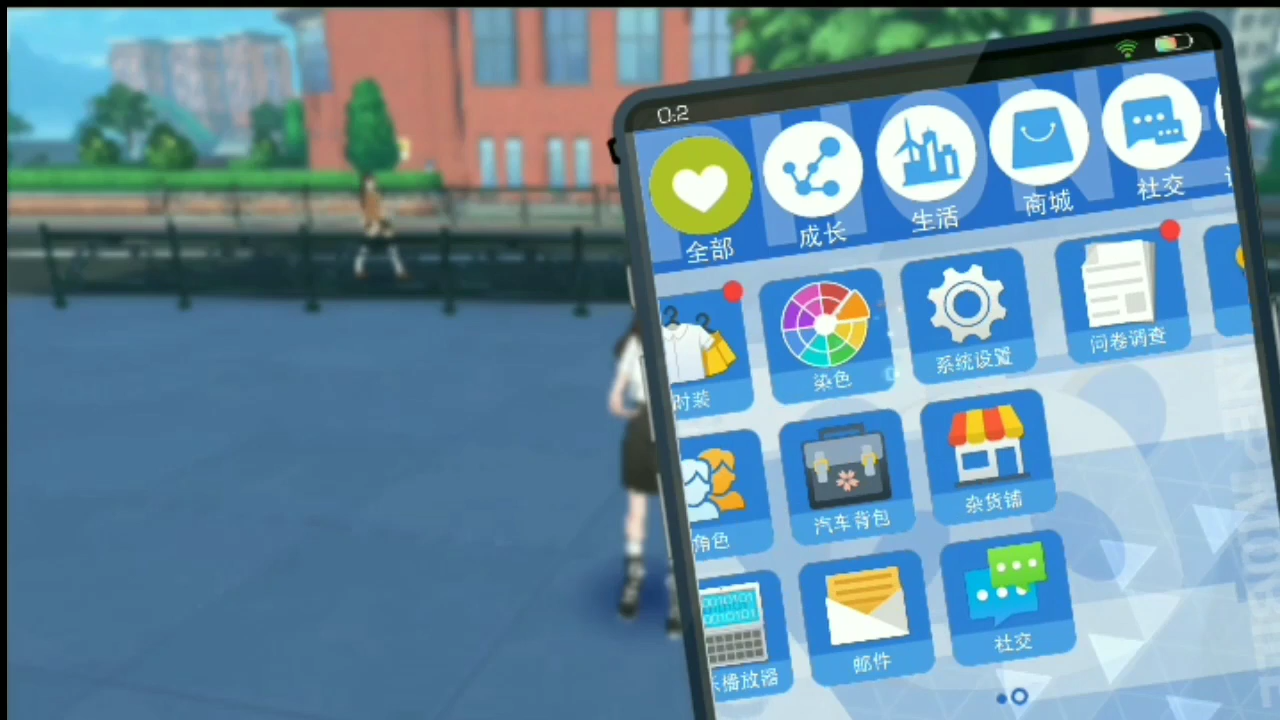 0:2
全部
成长
生活
商城
社交
时装
染色
系统设置
问卷调查
角色
汽车背包
杂货铺
播放器
邮件
社交